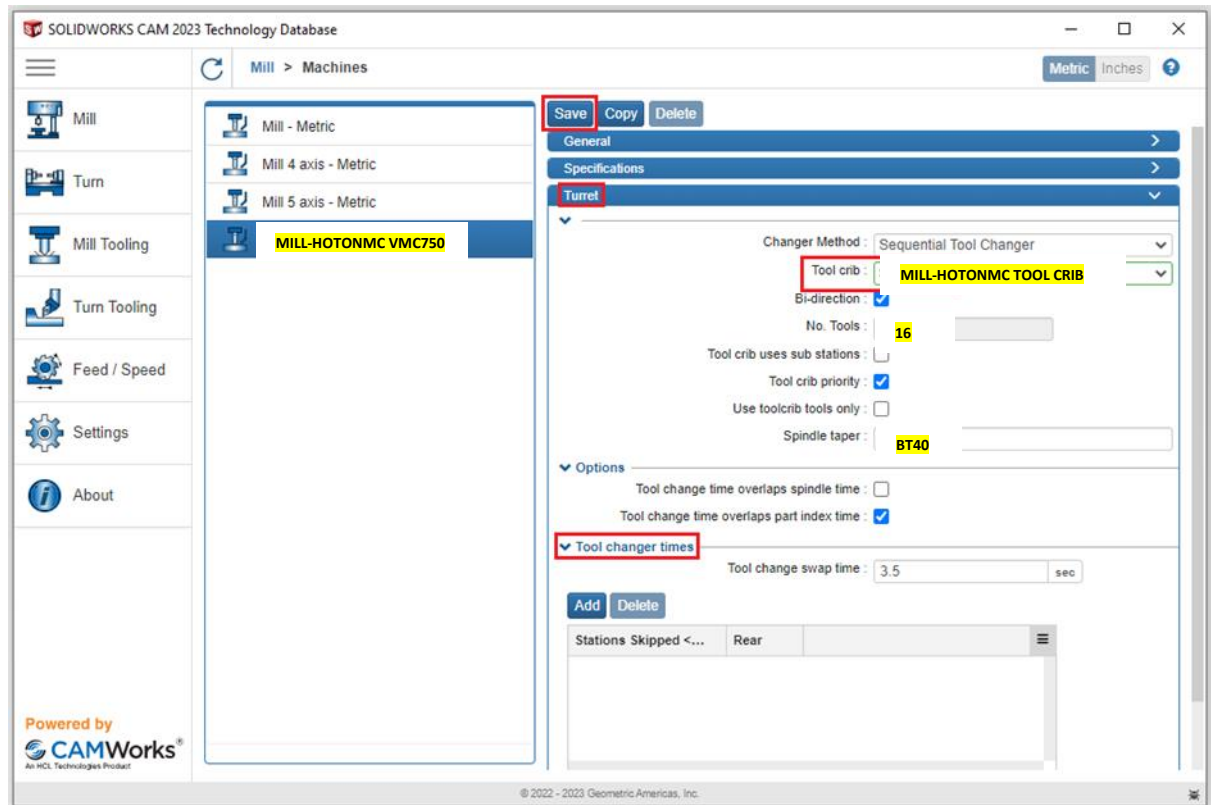 SOLIDWORKS CAM 2023 Technology Database
Mill > Machines
Metric Inches
Mill
Turn
Mill Tooling
Turn Tooling
Feed / Speed
Settings
About
Powered by
CAMWorks®
An HCL Technologies Product
Mill - Metric
Mill 4 axis - Metric
Mill 5 axis - Metric
MILL-HOTONMC VMC750
Save Copy Delete
General
Specifications
Turret
Changer Method : Sequential Tool Changer
Tool crib : MILL-HOTONMC TOOL CRIB
Bi-direction :
No. Tools : 16
Tool crib uses sub stations :
Tool crib priority :
Use toolcrib tools only :
Spindle taper : BT40
Options
Tool change time overlaps spindle time :
Tool change time overlaps part index time :
Tool changer times
Tool change swap time : 3.5 sec
Add Delete
Stations Skipped <... Rear
© 2022 - 2023 Geometric Americas, Inc.